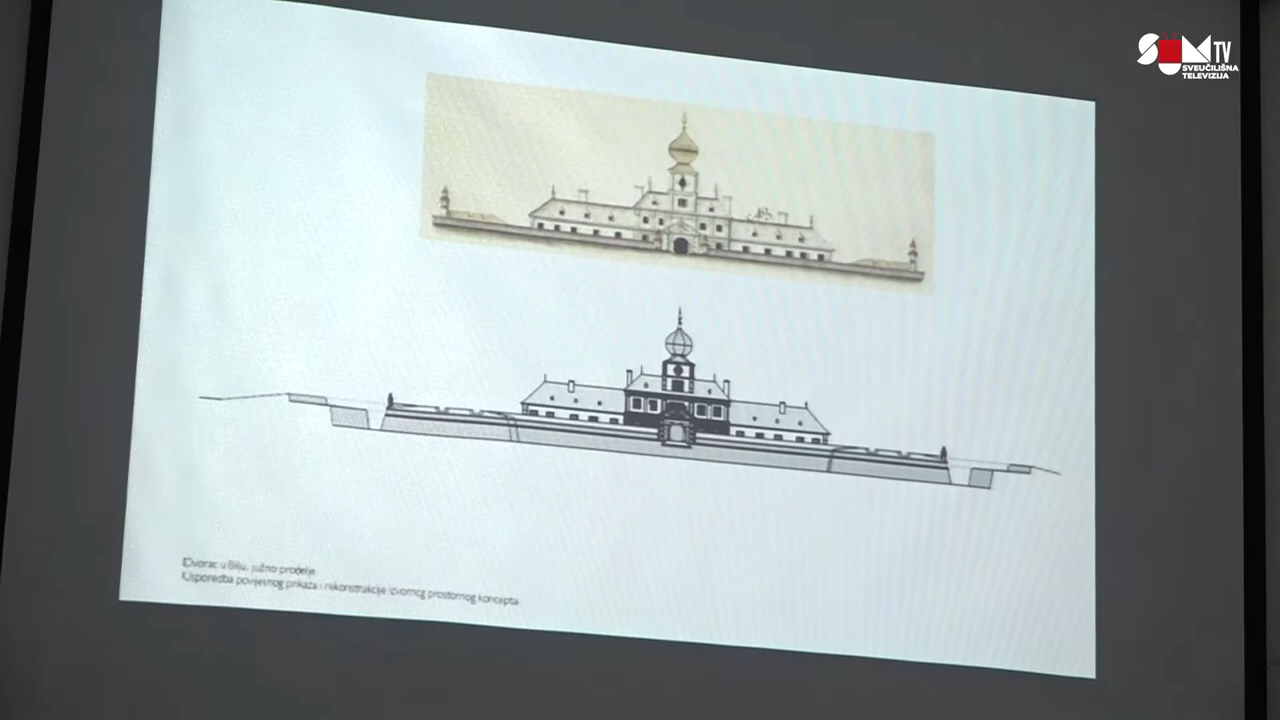 SUMTV
SVEUČILIŠNA
TELEVIZIJA
Dvorac u Bilju, južno pročelje
Usporedba povijesnog prikaza i rekonstrukcije izvornog prostornog koncepta